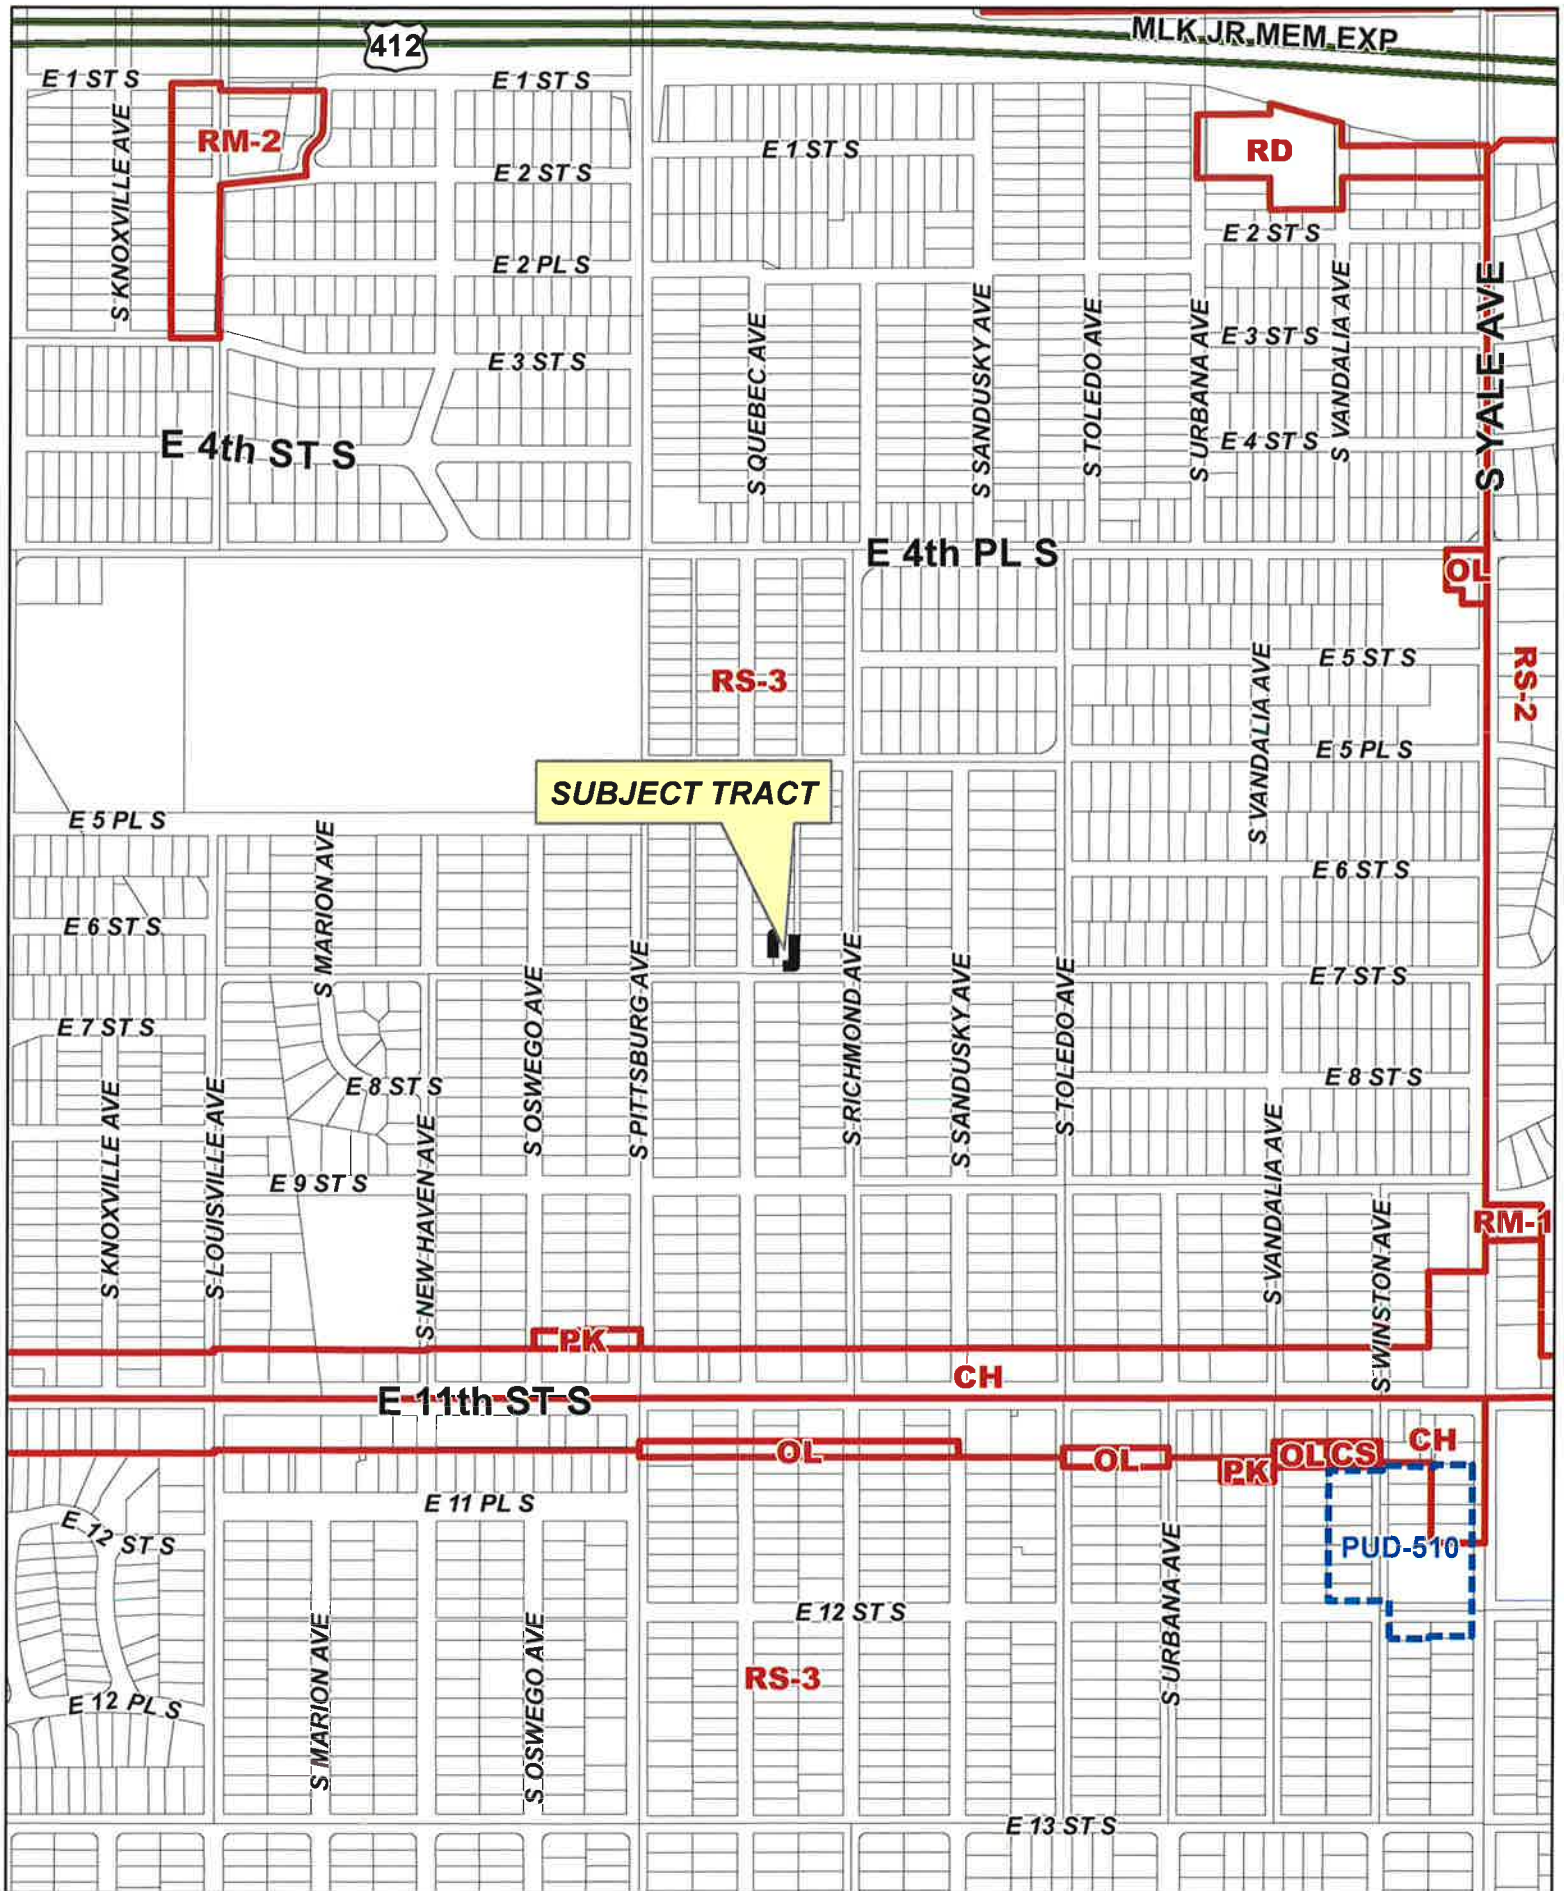 412
MLK JR MEM EXP
E 1 ST S
E 1 ST S
S KNOXVILLE AVE
RM-2
E 1 ST S
RD
E 2 ST S
E 2 ST S
E 2 PL S
S YALE AVE
S QUEBEC AVE
S SANDUSKY AVE
S TOLEDO AVE
S URBANA AVE
S VANDALIA AVE
E 3 ST S
E 3 ST S
E 4th ST S
E 4 ST S
E 4th PL S
OL
E 5 ST S
RS-3
RS-2
S VANDALIA AVE
E 5 PL S
SUBJECT TRACT
E 5 PL S
S MARION AVE
E 6 ST S
E 6 ST S
E 7 ST S
E 7 ST S
S OSWEGO AVE
S PITTSBURG AVE
S RICHMOND AVE
S SANDUSKY AVE
S TOLEDO AVE
E 8 ST S
E 8 ST S
S KNOXVILLE AVE
S LOUISVILLE AVE
E 9 ST S
S NEW HAVEN AVE
S VANDALIA AVE
S WINSTON AVE
RM-1
PK
CH
E 11th ST S
OL
OL
PK
OL
CS
CH
E 11 PL S
E 12 ST S
PUD-510
S URBANA AVE
E 12 ST S
S MARION AVE
S OSWEGO AVE
RS-3
E 12 PL S
E 13 ST S